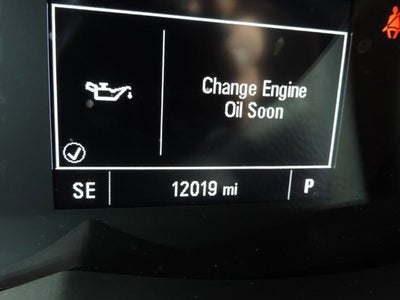 Change Engine
Oil Soon
SE 12019 mi P